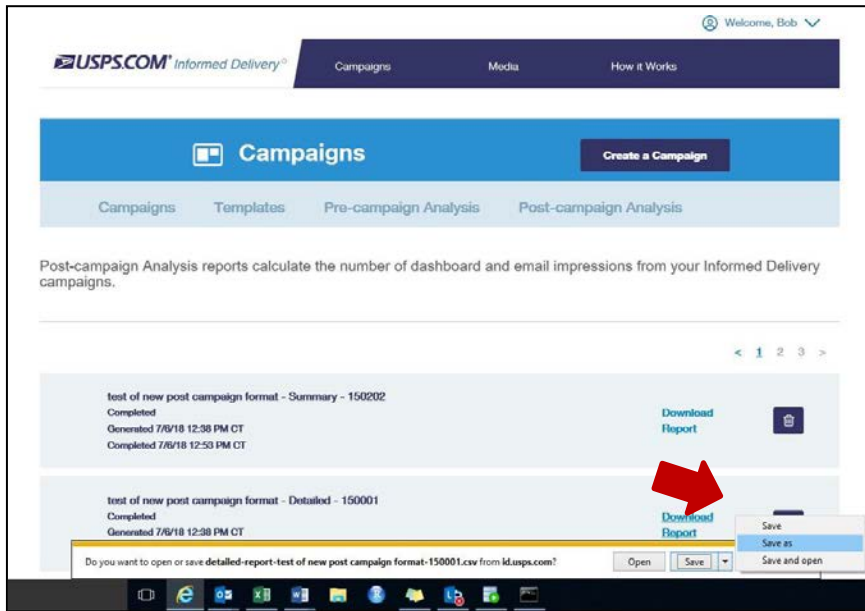 Welcome, Bob
USPS.COM® Informed Delivery®
Campaigns
Media
How it Works
Campaigns
Create a Campaign
Campaigns
Templates
Pre-campaign Analysis
Post-campaign Analysis
Post-campaign Analysis reports calculate the number of dashboard and email impressions from your Informed Delivery
campaigns.
< 1 2 3 >
test of new post campaign format - Summary - 150202
Completed
Generated 7/6/18 12:38 PM CT
Completed 7/6/18 12:53 PM CT
Download
Report
test of new post campaign format - Detailed - 150001
Completed
Generated 7/6/18 12:38 PM CT
Download
Report
Save
Save as
Save and open
Do you want to open or save detailed-report-test of new post campaign format-150001.csv from id.usps.com?
Open
Save